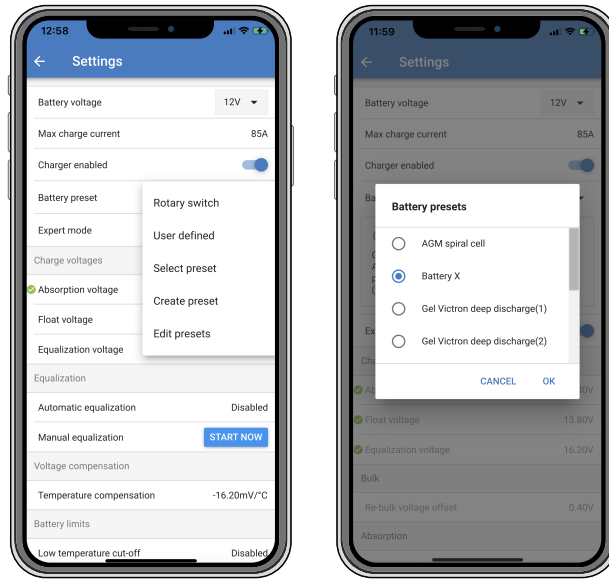 12:58
Settings
Battery voltage 12V
Max charge current 85A
Charger enabled
Battery preset
Expert mode
Rotary switch
User defined
Select preset
Create preset
Edit presets
Charge voltages
Absorption voltage
Float voltage
Equalization voltage
Equalization
Automatic equalization Disabled
Manual equalization START NOW
Voltage compensation
Temperature compensation -16.20mV/°C
Battery limits
Low temperature cut-off Disabled
11:59
Settings
Battery voltage 12V
Max charge current 85A
Charger enabled
Ba
Battery presets
AGM spiral cell
Battery X
Gel Victron deep discharge(1)
Gel Victron deep discharge(2)
CANCEL OK
Ex
Cha
Ab
Float voltage 13.80V
Equalization voltage 16.20V
Bulk
Re-bulk voltage offset 0.40V
Absorption